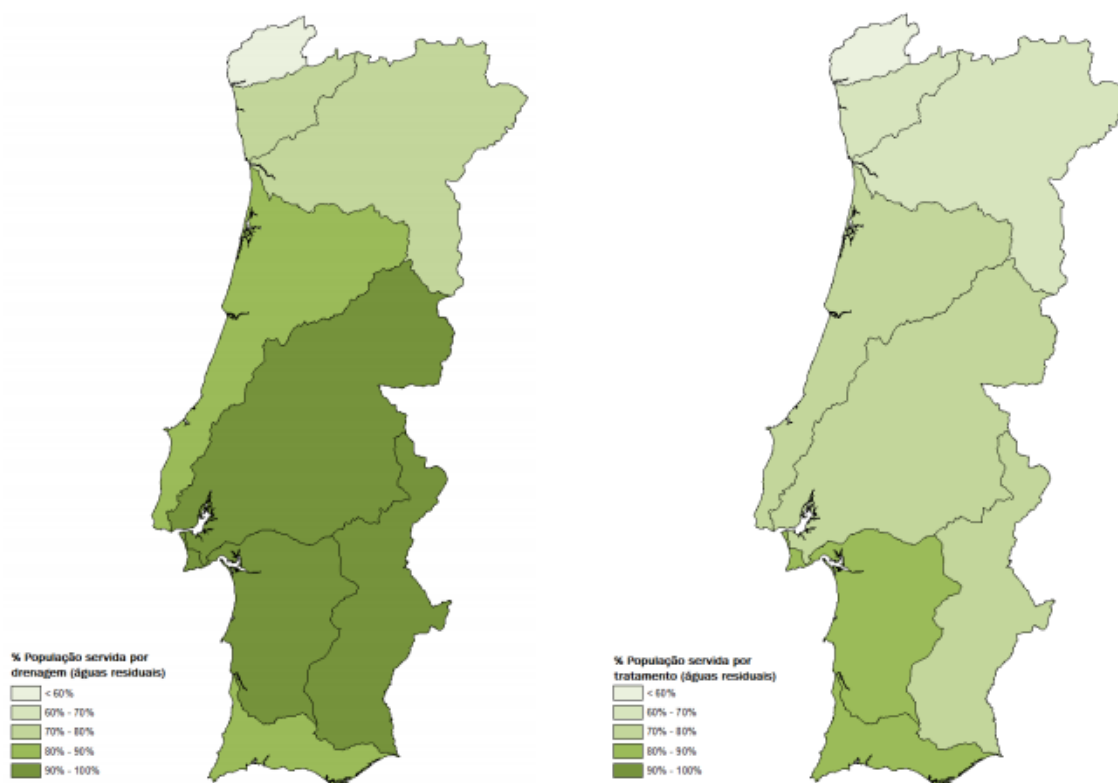 % População servida por
drenagem (águas residuais)
< 60%
60% - 70%
70% - 80%
80% - 90%
90% - 100%
% População servida por
tratamento (águas residuais)
< 60%
60% - 70%
70% - 80%
80% - 90%
90% - 100%